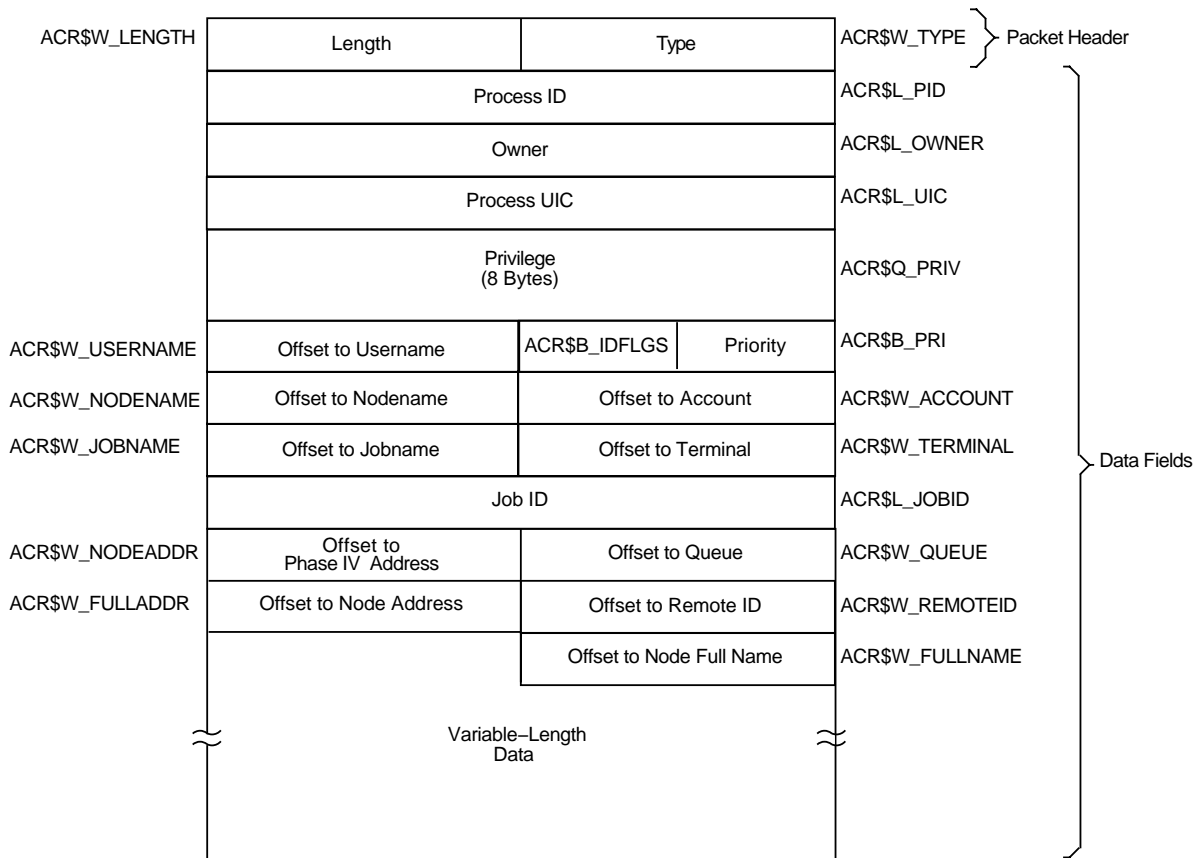 ACR$W_LENGTH Length Type ACR$W_TYPE Packet Header
Process ID ACR$L_PID
Owner ACR$L_OWNER
Process UIC ACR$L_UIC
Privilege
(8 Bytes) ACR$Q_PRIV
ACR$W_USERNAME Offset to Username ACR$B_IDFLGS Priority ACR$B_PRI
ACR$W_NODENAME Offset to Nodename Offset to Account ACR$W_ACCOUNT
ACR$W_JOBNAME Offset to Jobname Offset to Terminal ACR$W_TERMINAL
Data Fields
Job ID ACR$L_JOBID
ACR$W_NODEADDR Offset to
Phase IV Address Offset to Queue ACR$W_QUEUE
ACR$W_FULLADDR Offset to Node Address Offset to Remote ID ACR$W_REMOTEID
Offset to Node Full Name ACR$W_FULLNAME
Variable–Length
Data